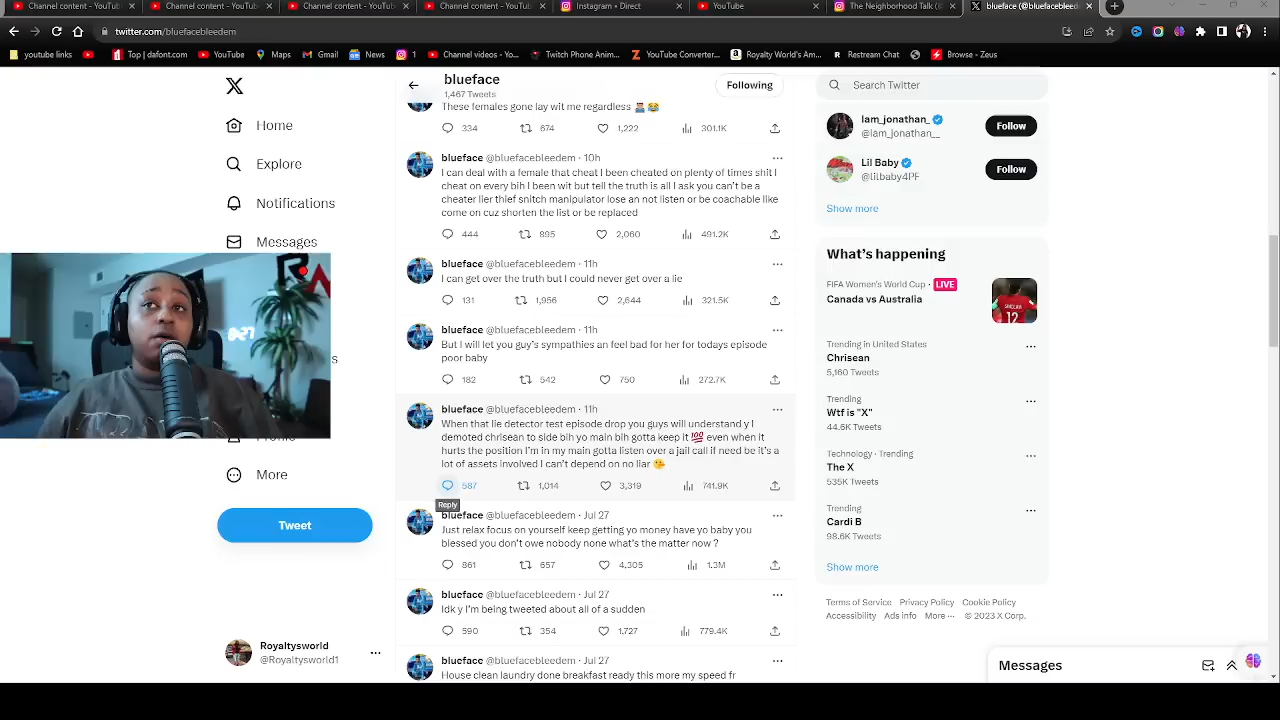 Channel content - YouTu
Channel content - YouTu
Channel content - YouTu
Channel content - YouTu
Instagram • Direct
YouTube
The Neighborhood Talk (@
blueface (@bluefacebleed
twitter.com/bluefacebleedem
youtube links
Top | dafont.com
YouTube
Maps
Gmail
News
1
Channel videos - Yo...
Twitch Phone Anim...
YouTube Converter...
Royalty World's Am...
Restream Chat
Browse - Zeus
Home
Explore
Notifications
Messages
More
Tweet
Royaltysworld
@Royaltysworld1
blueface
1,467 Tweets
Following
These females gone lay wit me regardless 🤷🏽‍♂️😂
334 674 1,222 301.1K
blueface @bluefacebleedem · 10h
I can deal with a female that cheat I been cheated on plenty of times shit I
cheat on every bih I been wit but tell the truth is all I ask you can't be a
cheater lier thief snitch manipulator lose an not listen or be coachable like
come on cuz shorten the list or be replaced
444 895 2,060 491.2K
blueface @bluefacebleedem · 11h
I can get over the truth but I could never get over a lie
131 1,956 2,644 321.5K
blueface @bluefacebleedem · 11h
But I will let you guy's sympathies an feel bad for her for todays episode
poor baby
182 542 750 272.7K
blueface @bluefacebleedem · 11h
When that lie detector test episode drop you guys will understand y I
demoted chrisean to side bih yo main bih gotta keep it 💯 even when it
hurts the position I'm in my main gotta listen over a jail call if need be it's a
lot of assets involved I can't depend on no liar 🤫
587 1,014 3,319 741.9K
Reply
blueface @bluefacebleedem · Jul 27
Just relax focus on yourself keep getting yo money have yo baby you
blessed you don't owe nobody none what's the matter now ?
861 657 4,305 1.3M
blueface @bluefacebleedem · Jul 27
Idk y I'm being tweeted about all of a sudden
590 354 1,727 779.4K
blueface @bluefacebleedem · Jul 27
House clean laundry done breakfast ready this more my speed fr
Search Twitter
Iam_jonathan_
@iam_jonathan__
Follow
Lil Baby
@lilbaby4PF
Follow
Show more
What's happening
FIFA Women's World Cup · LIVE
Canada vs Australia
Trending in United States
Chrisean
5,160 Tweets
Trending
Wtf is "X"
44.6K Tweets
Technology · Trending
The X
535K Tweets
Trending
Cardi B
98.6K Tweets
Show more
Terms of Service Privacy Policy Cookie Policy
Accessibility Ads info More ··· © 2023 X Corp.
Messages